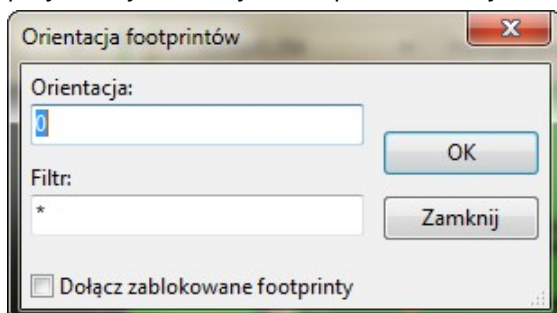 Orientacja footprintów
Orientacja:
0
OK
Filtr:
*
Zamknij
Dołącz zablokowane footprinty